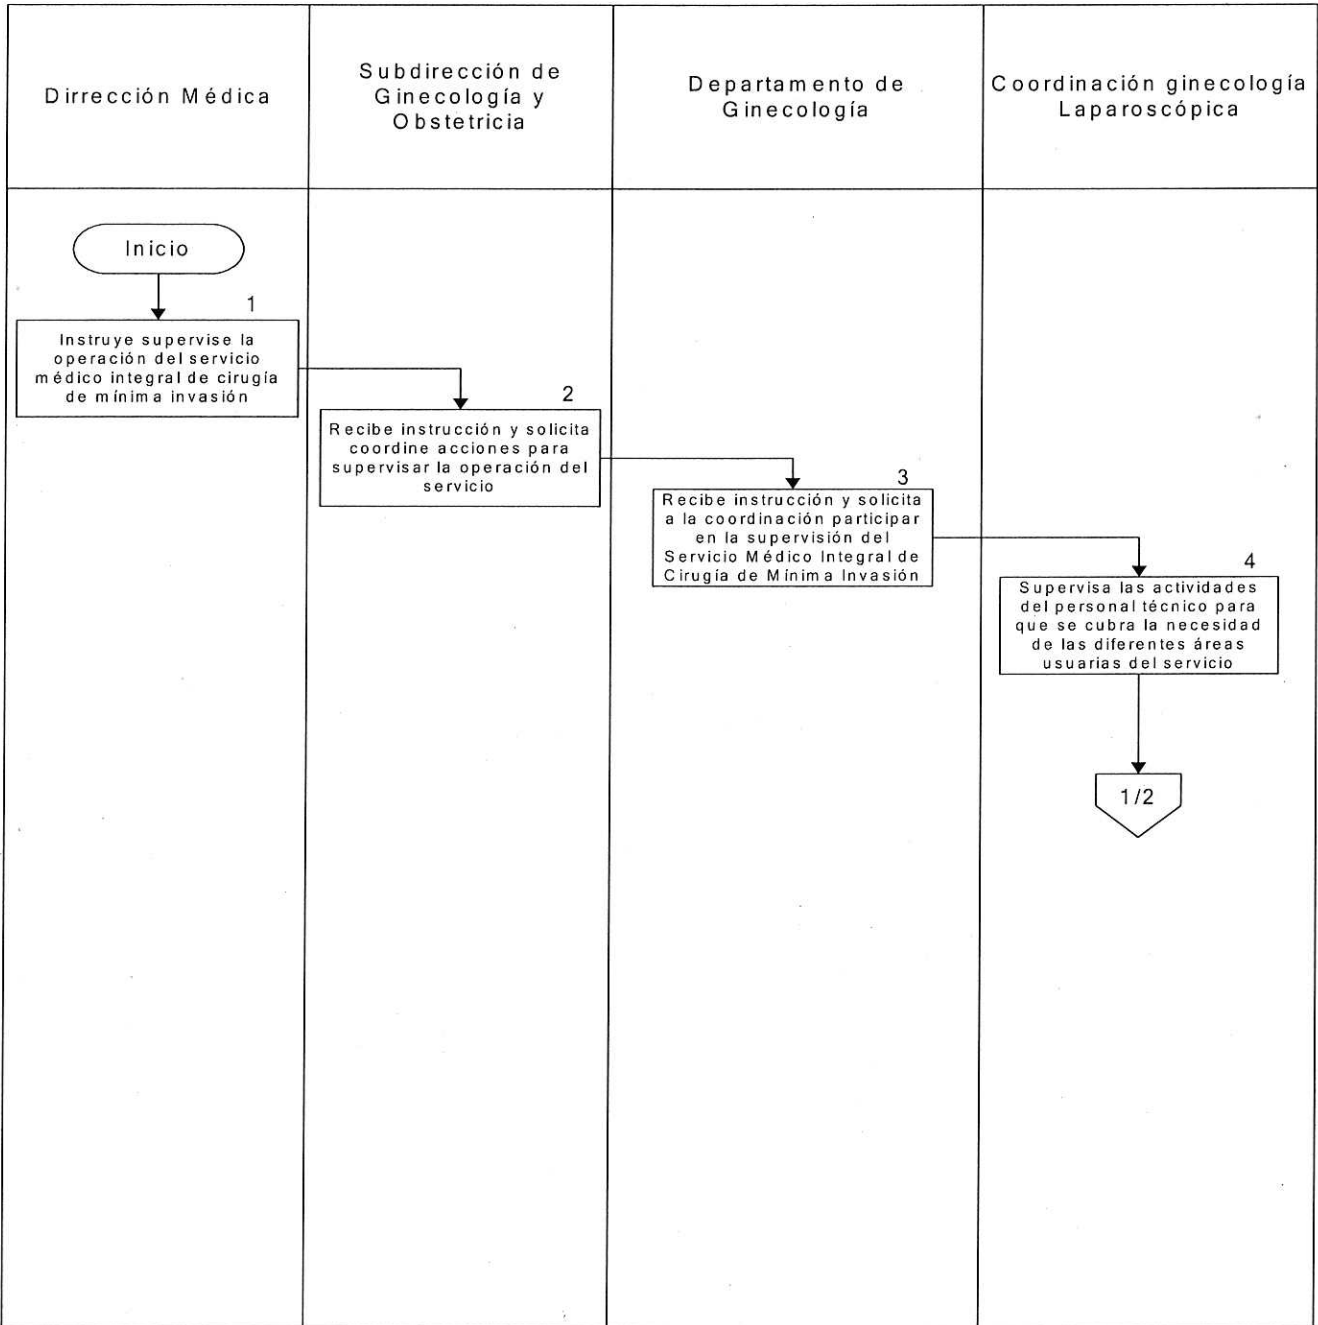 Dirrección Médica
Subdirección de
Ginecología y
Obstetricia
Departamento de
Ginecología
Coordinación ginecología
Laparoscópica
Inicio
1
Instruye supervise la
operación del servicio
médico integral de cirugía
de mínima invasión
2
Recibe instrucción y solicita
coordine acciones para
supervisar la operación del
servicio
3
Recibe instrucción y solicita
a la coordinación participar
en la supervisión del
Servicio Médico Integral de
Cirugía de Mínima Invasión
4
Supervisa las actividades
del personal técnico para
que se cubra la necesidad
de las diferentes áreas
usuarias del servicio
1/2